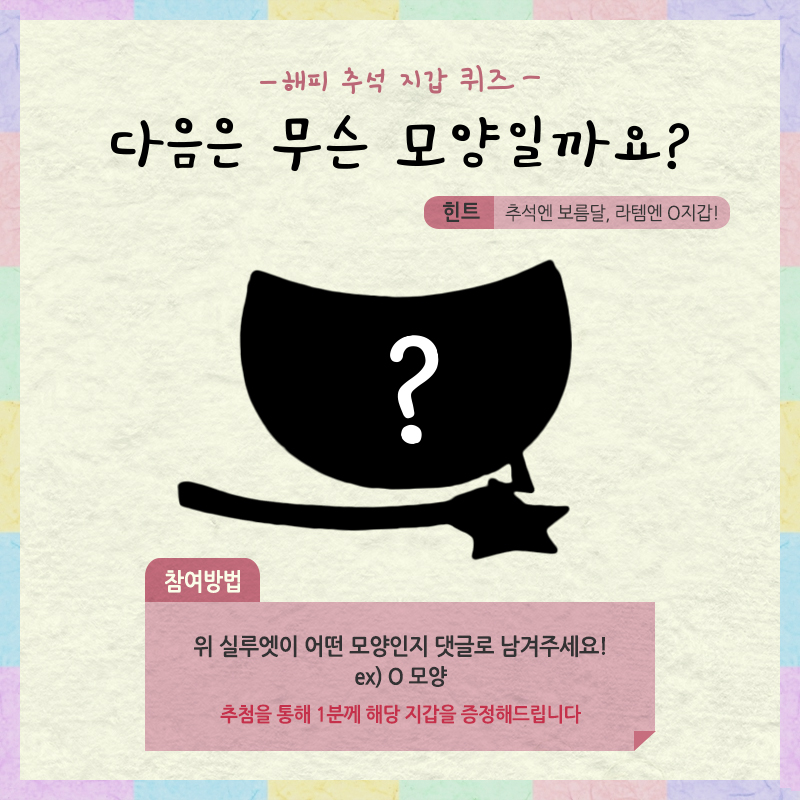 -해피 추석 지갑 퀴즈-
다음은 무슨 모양일까요?
힌트 추석엔 보름달, 라템엔 O지갑!
?
참여방법
위 실루엣이 어떤 모양인지 댓글로 남겨주세요!
ex) O 모양
추첨을 통해 1분께 해당 지갑을 증정해드립니다